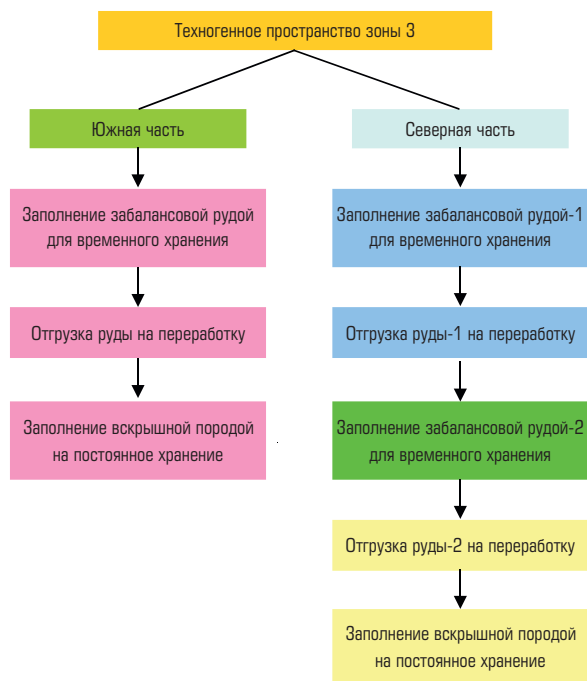 Техногенное пространство зоны 3
Южная часть
Заполнение забалансовой рудой
для временного хранения
Отгрузка руды на переработку
Заполнение вскрышной породой
на постоянное хранение
Северная часть
Заполнение забалансовой рудой-1
для временного хранения
Отгрузка руды-1 на переработку
Заполнение забалансовой рудой-2
для временного хранения
Отгрузка руды-2 на переработку
Заполнение вскрышной породой
на постоянное хранение